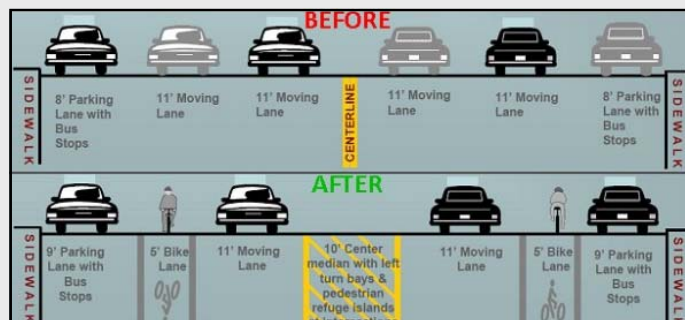 BEFORE
SIDEWALK
8' Parking
Lane with
Bus
Stops
11' Moving
Lane
11' Moving
Lane
CENTERLINE
11' Moving
Lane
11' Moving
Lane
8' Parking
Lane with
Bus
Stops
SIDEWALK
AFTER
SIDEWALK
9' Parking
Lane with
Bus
Stops
5' Bike
Lane
11' Moving
Lane
10' Center
median with left
turn bays &
pedestrian
refuge islands
at intersections
11' Moving
Lane
5' Bike
Lane
9' Parking
Lane with
Bus
Stops
SIDEWALK